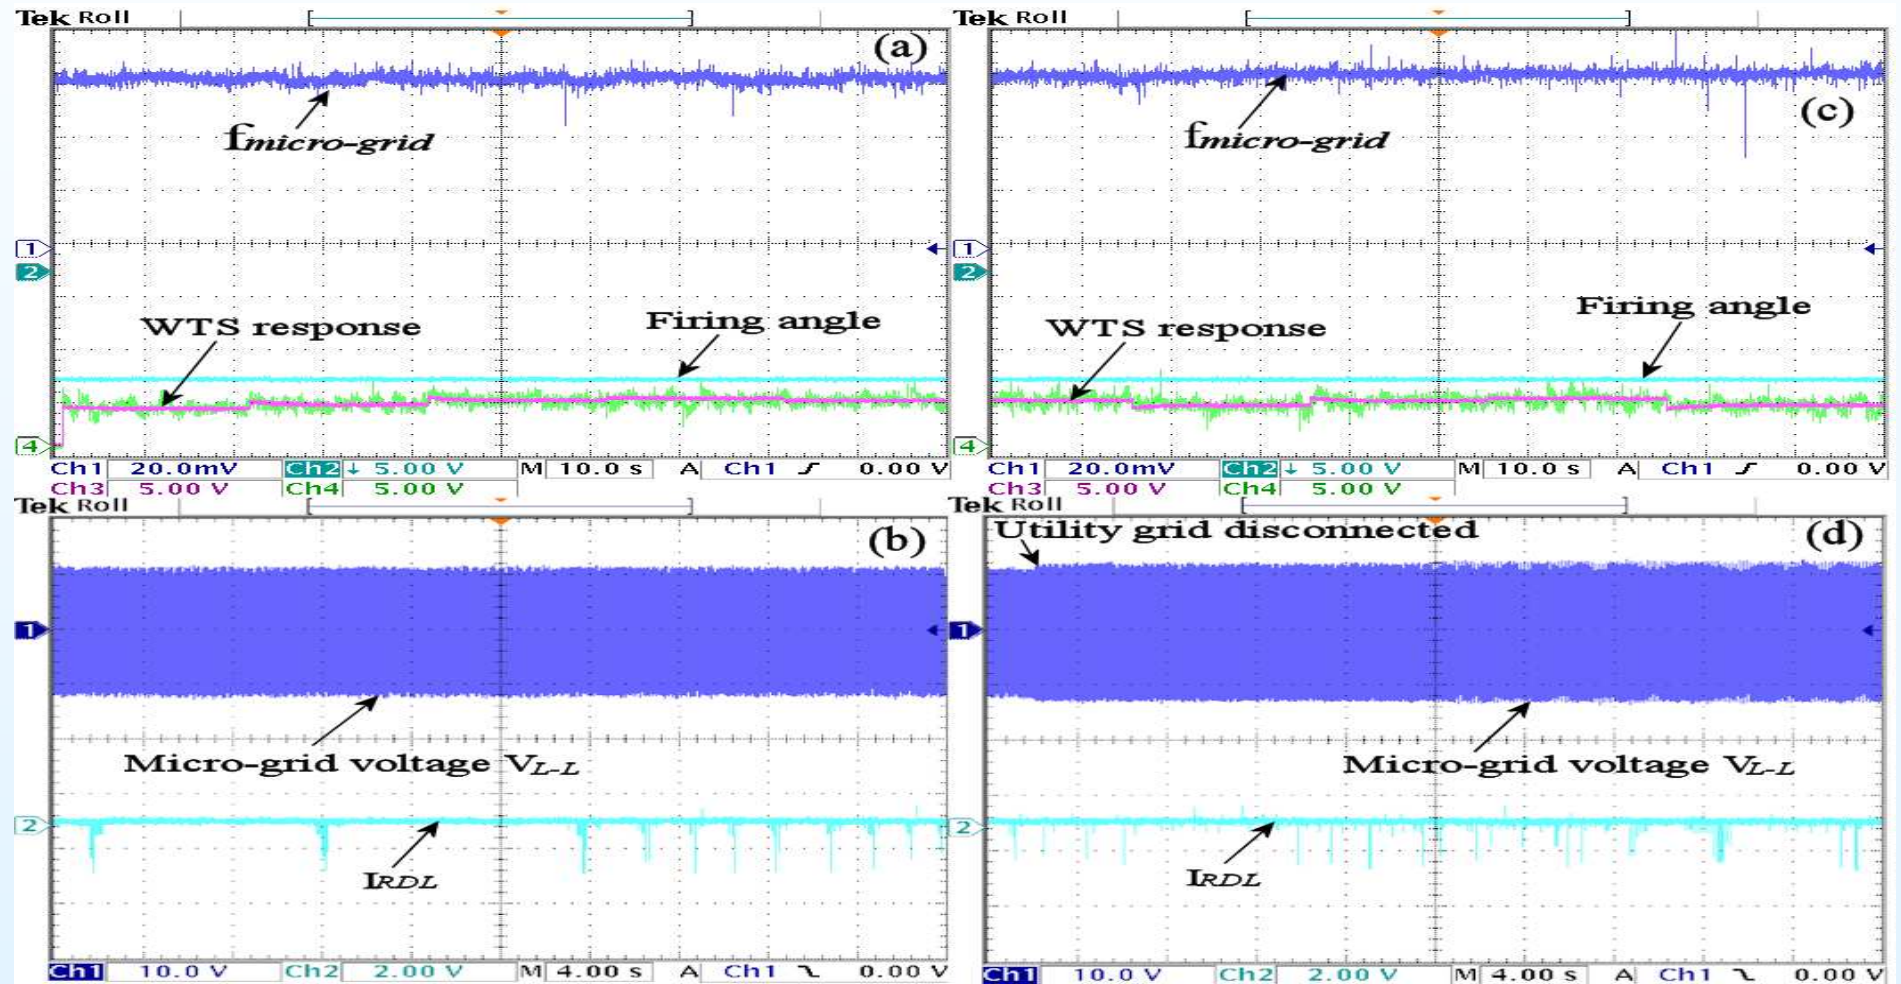 Tek Roll
(a)
fmicro-grid
1
2
WTS response
Firing angle
4
Ch1 20.0mV Ch2 ↓ 5.00 V M 10.0 s A Ch1 0.00 V
Ch3 5.00 V Ch4 5.00 V
Tek Roll
(c)
fmicro-grid
1
2
WTS response
Firing angle
4
Ch1 20.0mV Ch2 ↓ 5.00 V M 10.0 s A Ch1 0.00 V
Ch3 5.00 V Ch4 5.00 V
Tek Roll
(b)
1
Micro-grid voltage VL-L
2
IRDL
Ch1 10.0 V Ch2 2.00 V M 4.00 s A Ch1 0.00 V
Tek Roll
Utility grid disconnected
(d)
1
Micro-grid voltage VL-L
2
IRDL
Ch1 10.0 V Ch2 2.00 V M 4.00 s A Ch1 0.00 V